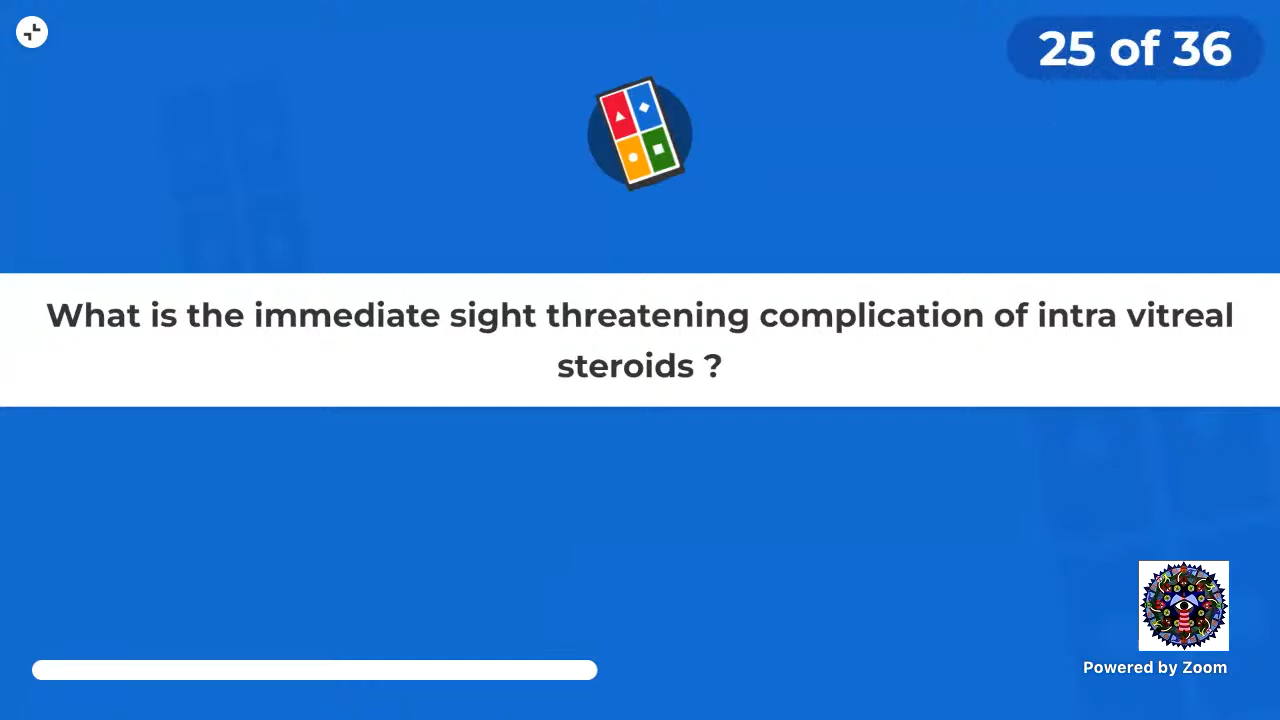 25 of 36
What is the immediate sight threatening complication of intra vitreal
steroids ?
Powered by Zoom